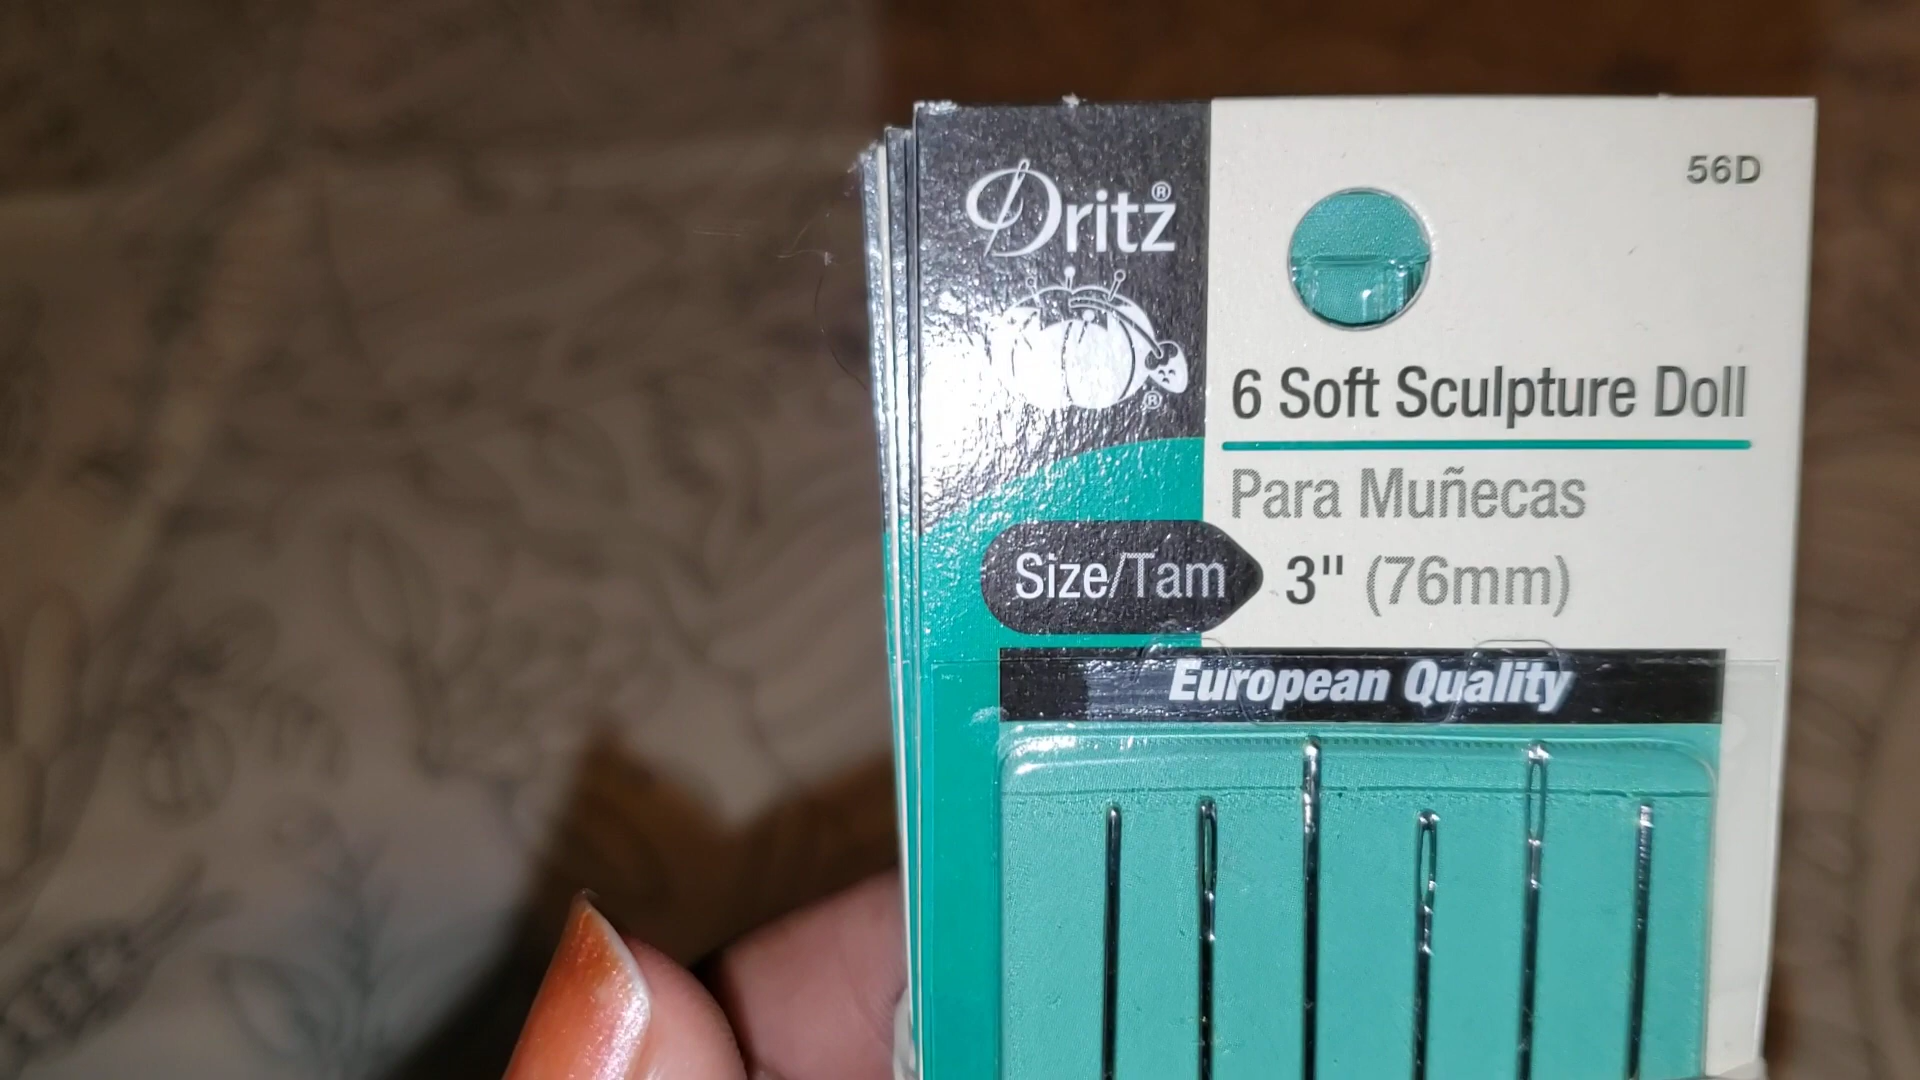 Dritz®
®
56D
6 Soft Sculpture Doll
Para Muñecas
Size/Tam 3" (76mm)
European Quality